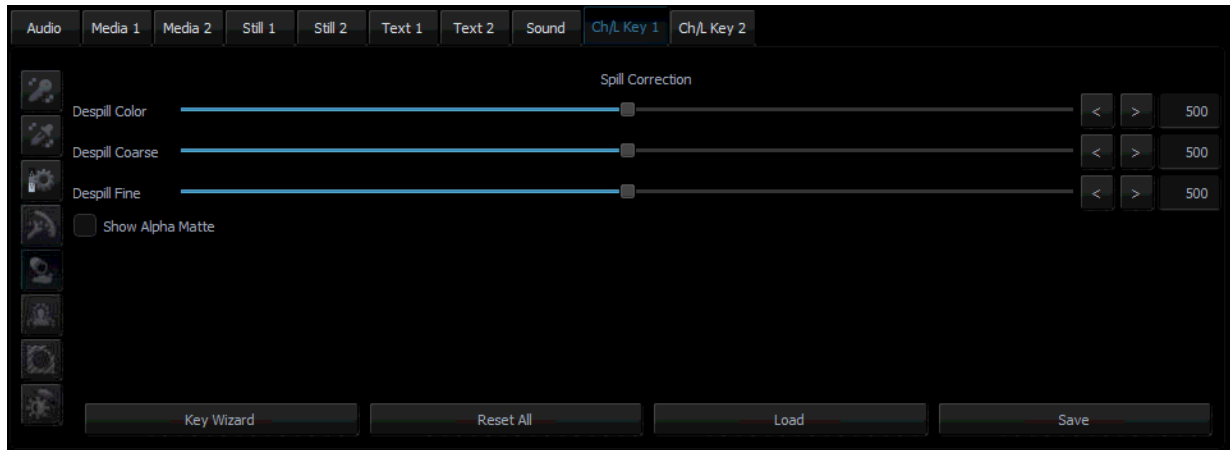 Audio Media 1 Media 2 Still 1 Still 2 Text 1 Text 2 Sound Ch/L Key 1 Ch/L Key 2
Spill Correction
Despill Color < > 500
Despill Coarse < > 500
Despill Fine < > 500
Show Alpha Matte
Key Wizard Reset All Load Save